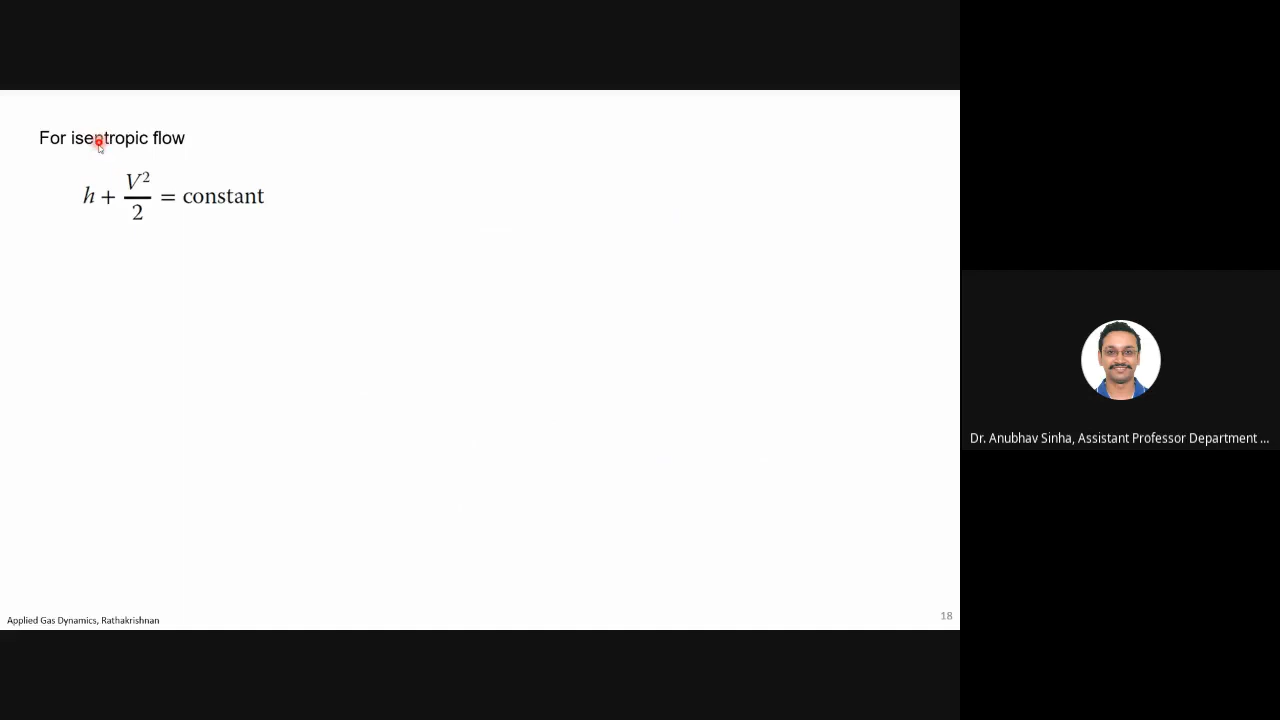 For isentropic flow
h + V²/2 = constant
Dr. Anubhav Sinha, Assistant Professor Department ...
Applied Gas Dynamics, Rathakrishnan
18